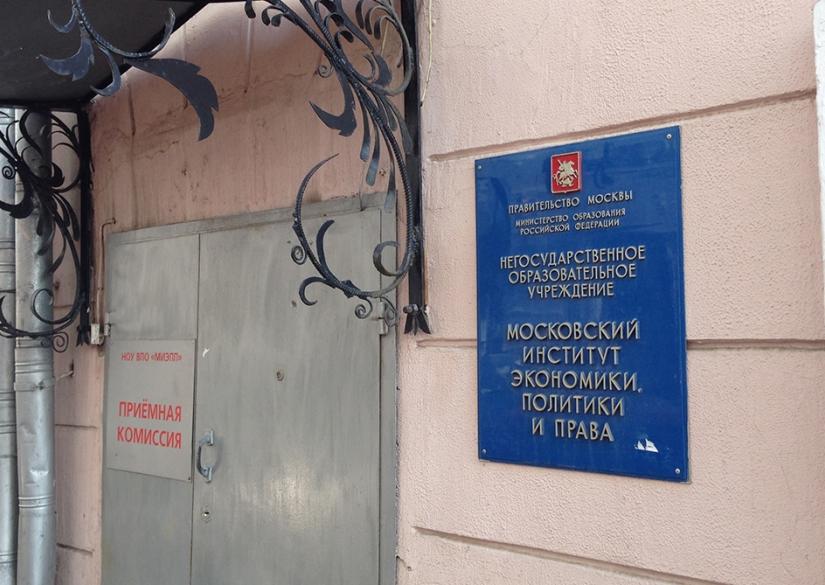 НОУ ВПО «МИЭПП»
ПРИЁМНАЯ
КОМИССИЯ
ПРАВИТЕЛЬСТВО МОСКВЫ
МИНИСТЕРСТВО ОБРАЗОВАНИЯ
РОССИЙСКОЙ ФЕДЕРАЦИИ
НЕГОСУДАРСТВЕННОЕ
ОБРАЗОВАТЕЛЬНОЕ
УЧРЕЖДЕНИЕ
МОСКОВСКИЙ
ИНСТИТУТ
ЭКОНОМИКИ,
ПОЛИТИКИ
И ПРАВА